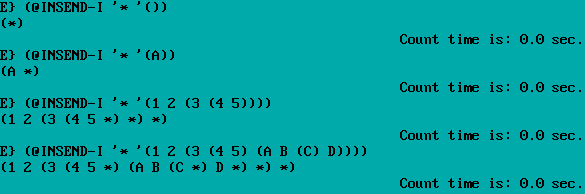 E} (@INSEND-I '* '())
(*)
Count time is: 0.0 sec.
E} (@INSEND-I '* '(A))
(A *)
Count time is: 0.0 sec.
E} (@INSEND-I '* '(1 2 (3 (4 5))))
(1 2 (3 (4 5 *) *) *)
Count time is: 0.0 sec.
E} (@INSEND-I '* '(1 2 (3 (4 5) (A B (C) D))))
(1 2 (3 (4 5 *) (A B (C *) D *) *) *)
Count time is: 0.0 sec.